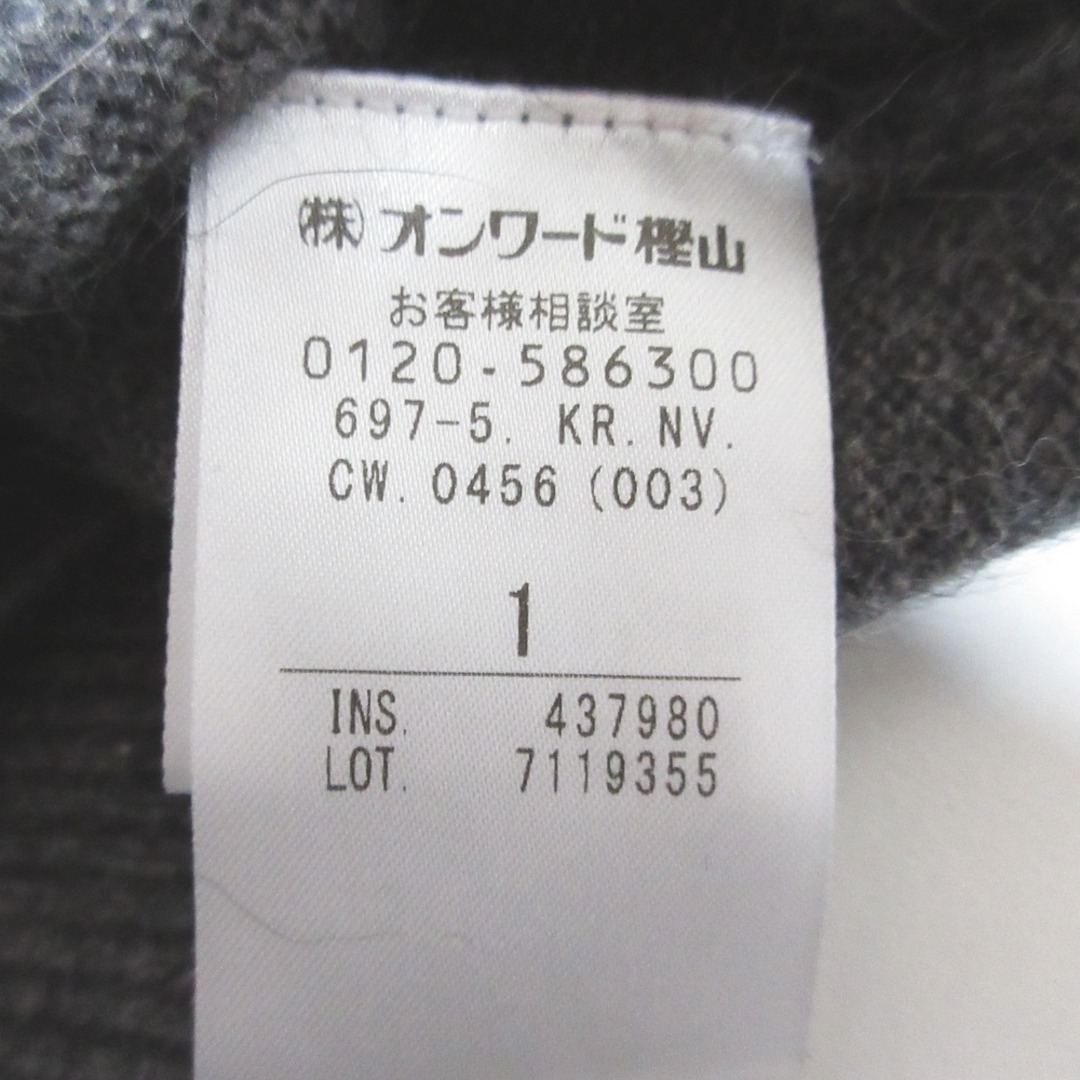 ㈱オンワード樫山
お客様相談室
0120-586300
697-5. KR. NV.
CW. 0456 (003)
1
INS. 437980
LOT. 7119355